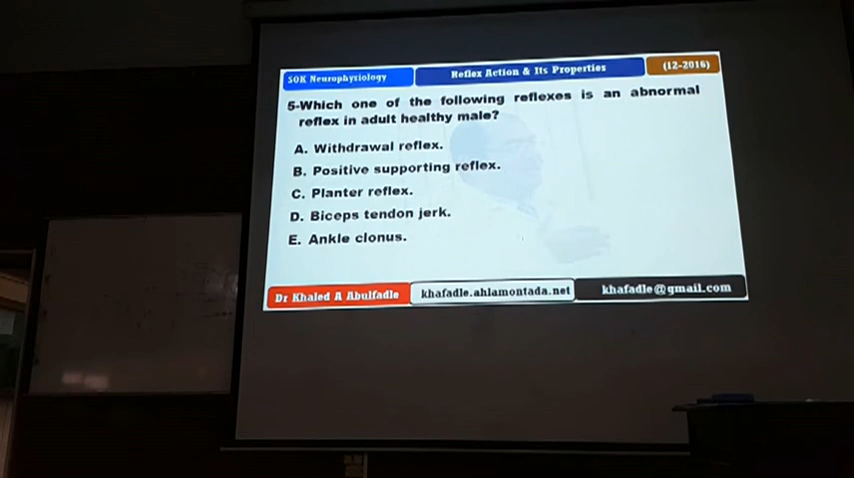 SOK Neurophysiology
Reflex Action & Its Properties
(12-2016)
5-Which one of the following reflexes is an abnormal
reflex in adult healthy male?
A. Withdrawal reflex.
B. Positive supporting reflex.
C. Planter reflex.
D. Biceps tendon jerk.
E. Ankle clonus.
Dr Khaled A Abulfadle
khafadle.ahlamontada.net
khafadle@gmail.com